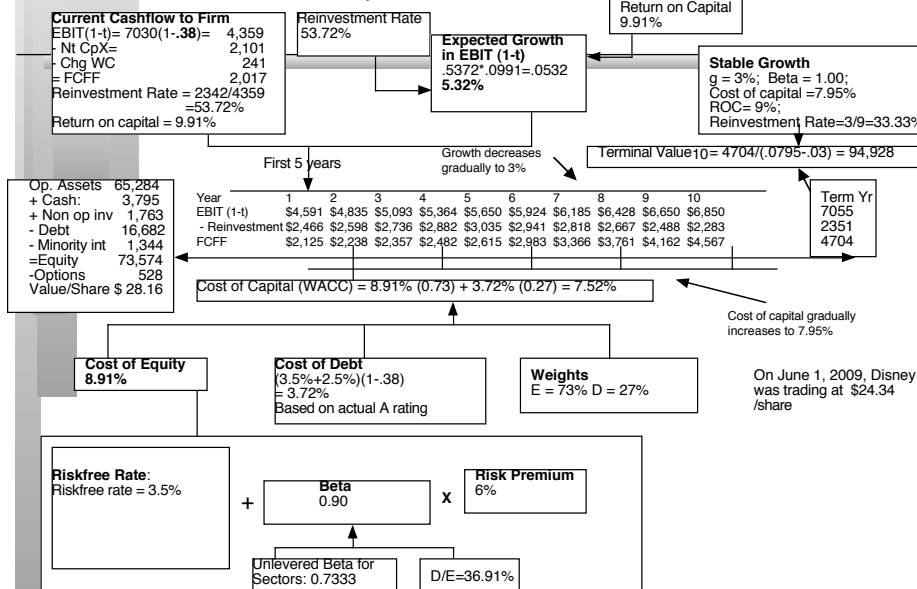 Current Cashflow to Firm
EBIT(1-t)= 7030(1-.38)= 4,359
- Nt CpX= 2,101
- Chg WC 241
= FCFF 2,017
Reinvestment Rate = 2342/4359
=53.72%
Return on capital = 9.91%
Reinvestment Rate
53.72%
Expected Growth
in EBIT (1-t)
.5372*.0991=.0532
5.32%
Return on Capital
9.91%
Stable Growth
g = 3%; Beta = 1.00;
Cost of capital =7.95%
ROC= 9%;
Reinvestment Rate=3/9=33.33%
Terminal Value10= 4704/(.0795-.03) = 94,928
First 5 years
Growth decreases
gradually to 3%
Op. Assets 65,284
+ Cash: 3,795
+ Non op inv 1,763
- Debt 16,682
- Minority int 1,344
=Equity 73,574
-Options 528
Value/Share $ 28.16
Year 1 2 3 4 5 6 7 8 9 10
EBIT (1-t) $4,591 $4,835 $5,093 $5,364 $5,650 $5,924 $6,185 $6,428 $6,650 $6,850
- Reinvestment $2,466 $2,598 $2,736 $2,882 $3,035 $2,941 $2,818 $2,667 $2,488 $2,283
FCFF $2,125 $2,238 $2,357 $2,482 $2,615 $2,983 $3,366 $3,761 $4,162 $4,567
Term Yr
7055
2351
4704
Cost of Capital (WACC) = 8.91% (0.73) + 3.72% (0.27) = 7.52%
Cost of capital gradually
increases to 7.95%
Cost of Equity
8.91%
Cost of Debt
(3.5%+2.5%)(1-.38)
= 3.72%
Based on actual A rating
Weights
E = 73% D = 27%
On June 1, 2009, Disney
was trading at $24.34
/share
Riskfree Rate:
Riskfree rate = 3.5%
+
Beta
0.90
X
Risk Premium
6%
Unlevered Beta for
Sectors: 0.7333
D/E=36.91%